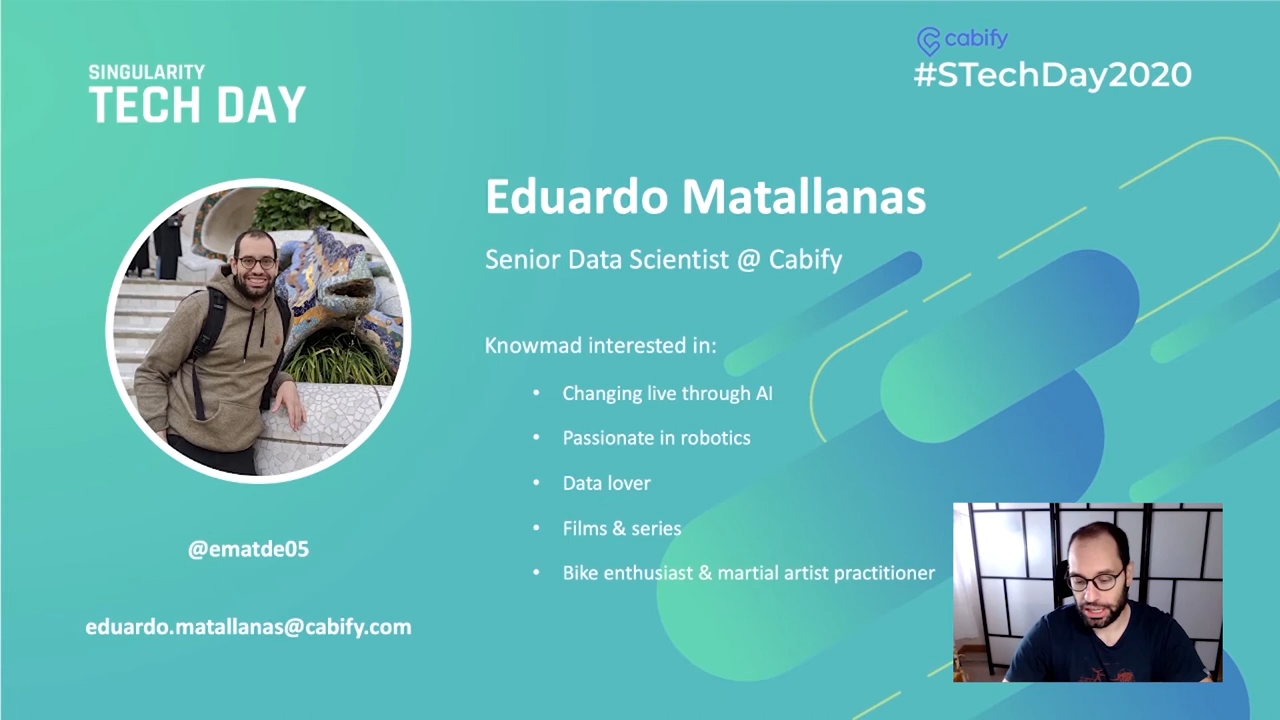 SINGULARITY
TECH DAY
cabify
#STechDay2020
Eduardo Matallanas
Senior Data Scientist @ Cabify
Knowmad interested in:
• Changing live through AI
• Passionate in robotics
• Data lover
• Films & series
• Bike enthusiast & martial artist practitioner
@ematde05
eduardo.matallanas@cabify.com